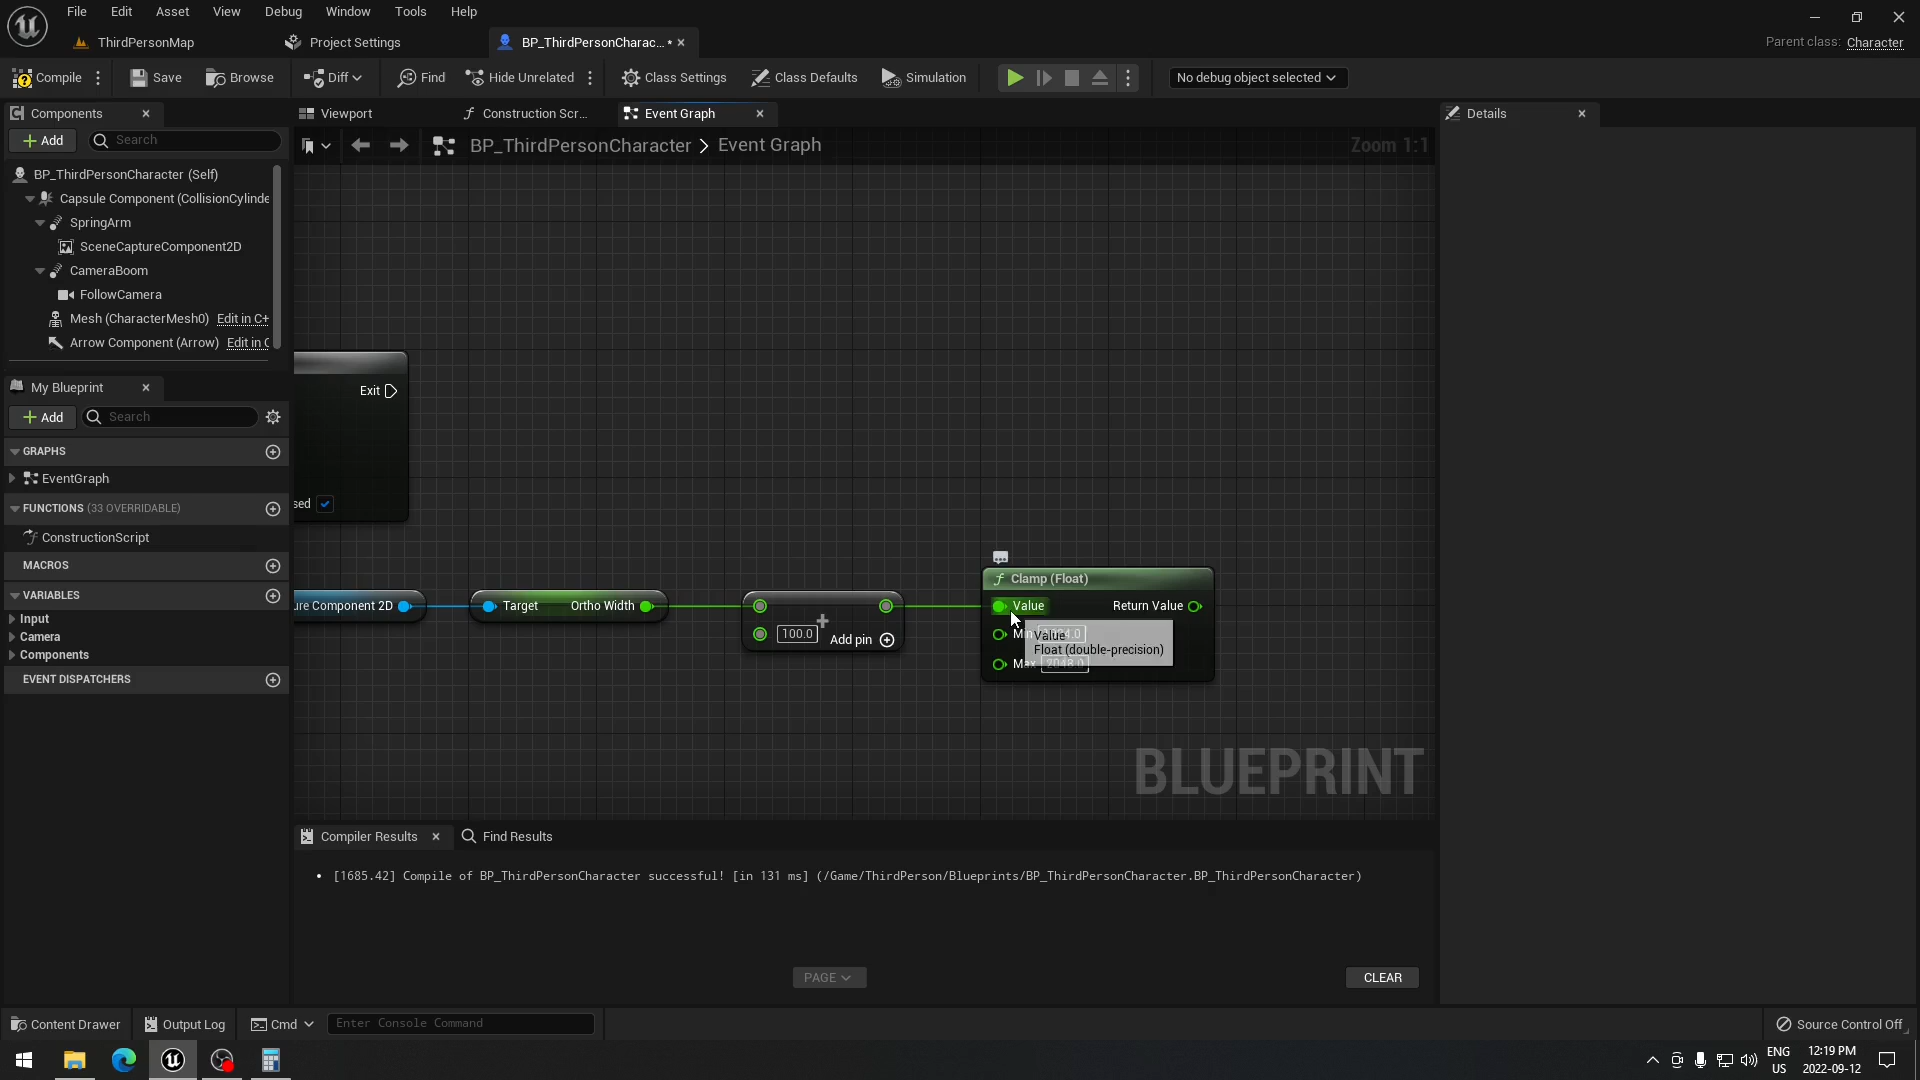 File Edit Asset View Debug Window Tools Help
ThirdPersonMap Project Settings BP_ThirdPersonCharac... •
Parent class: Character
Compile Save Browse Diff Find Hide Unrelated Class Settings Class Defaults Simulation No debug object selected
Components
Viewport Construction Scr... Event Graph
Details
Add Search
BP_ThirdPersonCharacter > Event Graph
Zoom 1:1
BP_ThirdPersonCharacter (Self)
Capsule Component (CollisionCylinde
SpringArm
SceneCaptureComponent2D
CameraBoom
FollowCamera
Mesh (CharacterMesh0) Edit in C+
Arrow Component (Arrow) Edit in C
My Blueprint
Add Search
GRAPHS
EventGraph
FUNCTIONS (33 OVERRIDABLE)
ConstructionScript
MACROS
VARIABLES
Input
Camera
Components
EVENT DISPATCHERS
Exit
sed
ure Component 2D
Target Ortho Width
100.0
Add pin
Clamp (Float)
Value Return Value
Min
Max 2048.0
Value
Float (double-precision)
BLUEPRINT
Compiler Results Find Results
• [1685.42] Compile of BP_ThirdPersonCharacter successful! [in 131 ms] (/Game/ThirdPerson/Blueprints/BP_ThirdPersonCharacter.BP_ThirdPersonCharacter)
PAGE
CLEAR
Content Drawer Output Log Cmd Enter Console Command
Source Control Off
ENG
US
12:19 PM
2022-09-12